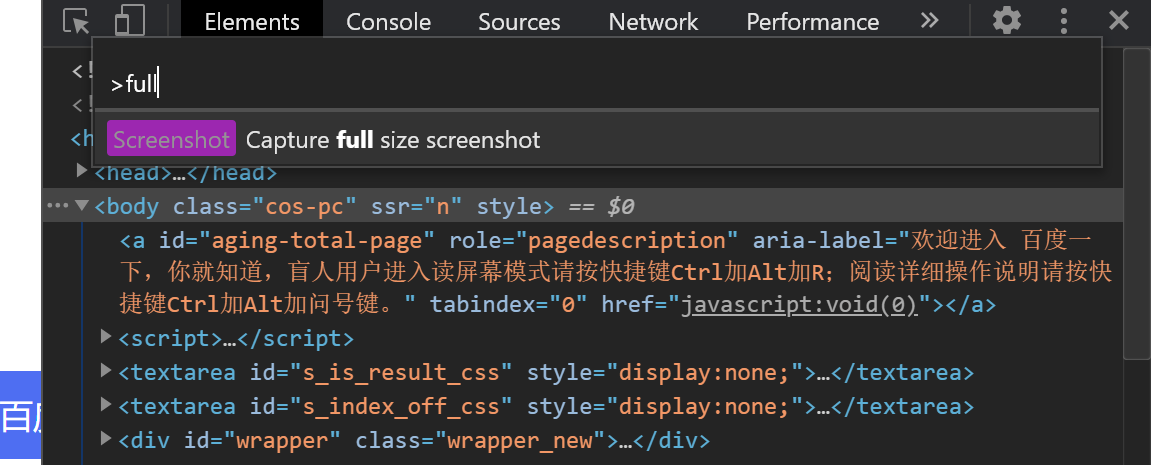 Elements Console Sources Network Performance
>full
Screenshot Capture full size screenshot
<!
<!
<h
<head>…</head>
<body class="cos-pc" ssr="n" style> == $0
<a id="aging-total-page" role="pagedescription" aria-label="欢迎进入 百度一
下，你就知道，盲人用户进入读屏幕模式请按快捷键Ctrl加Alt加R；阅读详细操作说明请按快
捷键Ctrl加Alt加问号键。" tabindex="0" href="javascript:void(0)"></a>
<script>…</script>
<textarea id="s_is_result_css" style="display:none;">…</textarea>
<textarea id="s_index_off_css" style="display:none;">…</textarea>
百度
<div id="wrapper" class="wrapper_new">…</div>